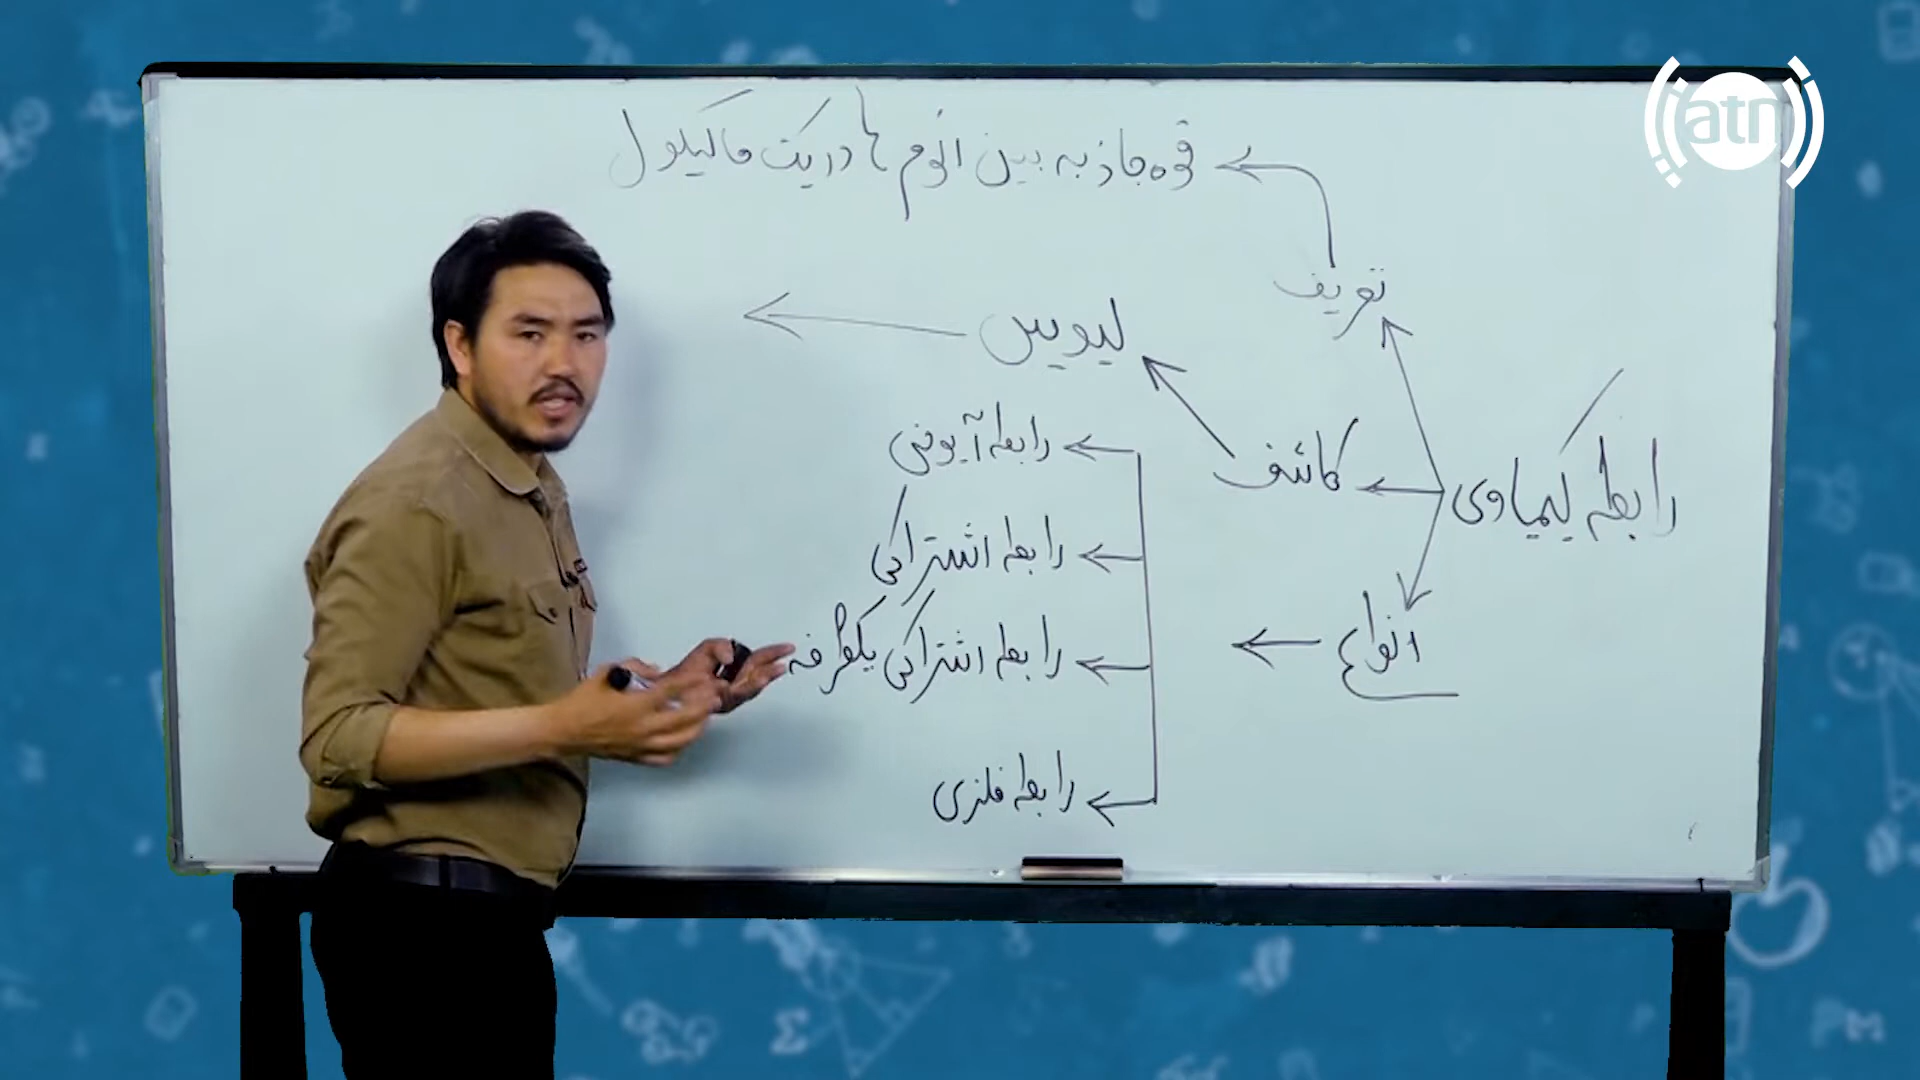 قوه جاذبه بین اتوم ها در یک مالیکول
تعریف
لیویس
رابطه کیمیاوی
کاشف
انواع
رابطه آیونی
رابطه اشتراکی
رابطه اشتراکی یکطرفه
رابطه فلزی
atn